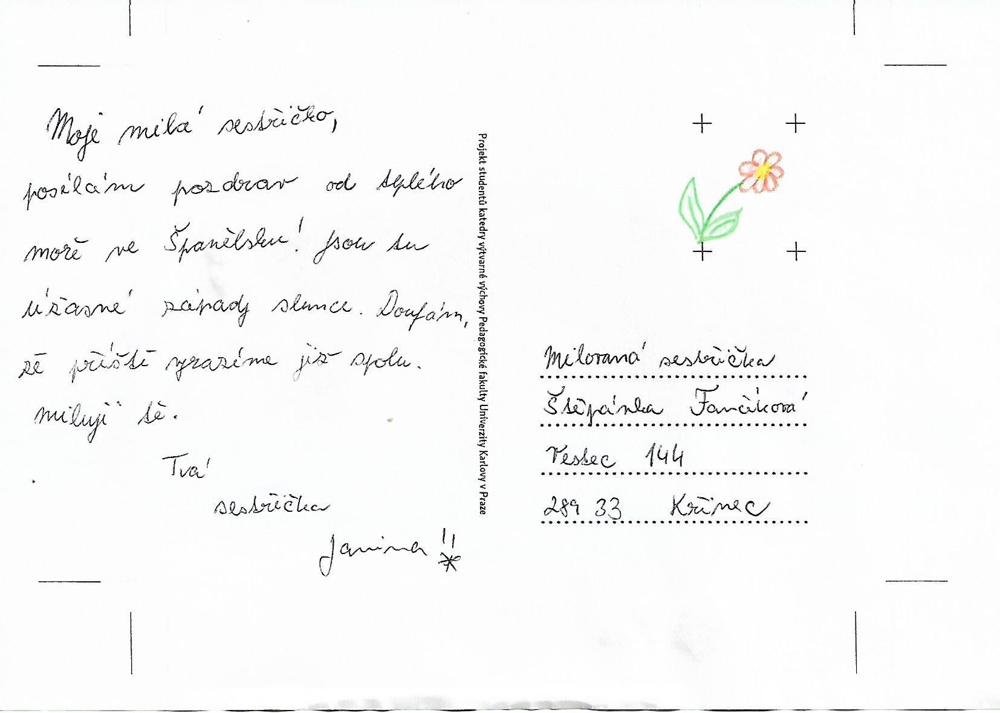 Moje milá sestřičko,
posílám pozdrav od teplého
moře ve Španělsku! Jsou tu
úžasné západy slunce. Doufám,
že příště vyrazíme již spolu.
Miluji tě.
Tvá
sestřička
Janina!!
Projekt studentů katedry výtvarné výchovy Pedagogické fakulty Univerzity Karlovy v Praze
Milovaná sestřička
Štěpánka Fančíková
Vestec 144
289 33 Křinec